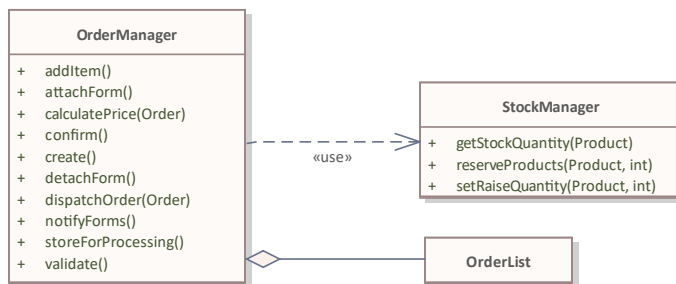 OrderManager
+ addItem()
+ attachForm()
+ calculatePrice(Order)
+ confirm()
+ create()
+ detachForm()
+ dispatchOrder(Order)
+ notifyForms()
+ storeForProcessing()
+ validate()
«use»
StockManager
+ getStockQuantity(Product)
+ reserveProducts(Product, int)
+ setRaiseQuantity(Product, int)
OrderList